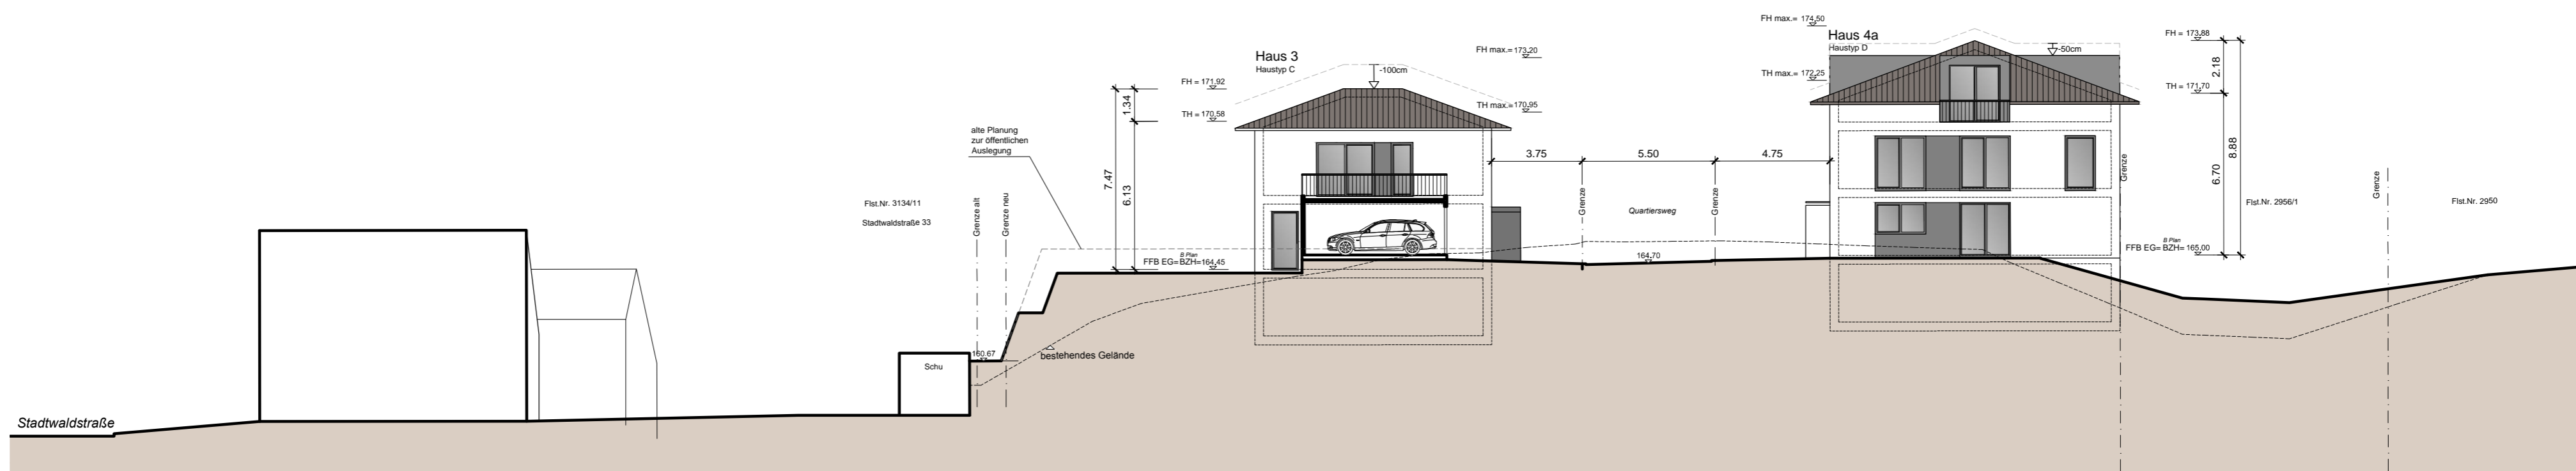 FH max.= 174,50
Haus 4a
Haustyp D
-50cm
FH = 173,88
2.18
TH max.= 172,25
TH = 171,70
6.70
8.88
Haus 3
Haustyp C
-100cm
FH max.= 173,20
FH = 171,92
1.34
TH = 170,58
TH max.= 170,95
7.47
6.13
alte Planung
zur öffentlichen
Auslegung
3.75
5.50
4.75
Grenze
Grenze
Grenze
Grenze
Flst.Nr. 3134/11
Stadtwaldstraße 33
Grenze alt
Grenze neu
Quartiersweg
Flst.Nr. 2956/1
Flst.Nr. 2950
B Plan
FFB EG= BZH= 164,45
164,70
B Plan
FFB EG= BZH= 165,00
160,67
bestehendes Gelände
Schu
Stadtwaldstraße